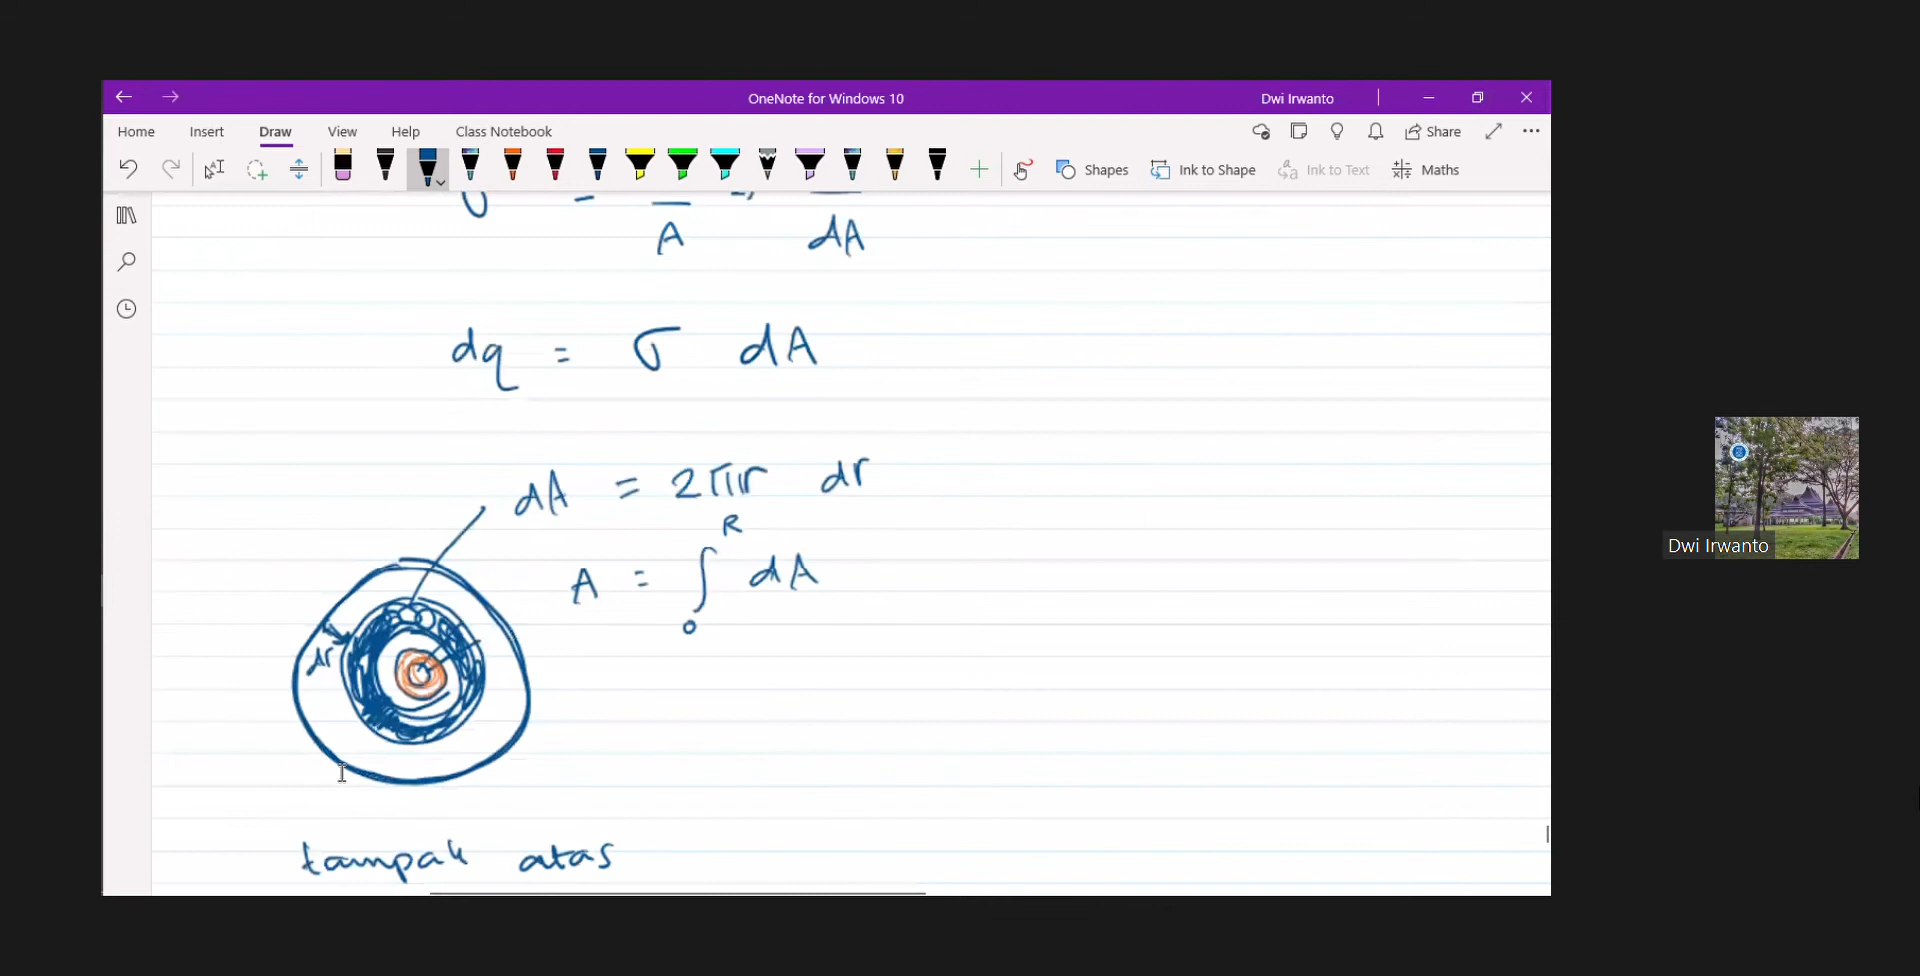 OneNote for Windows 10
Dwi Irwanto
Home Insert Draw View Help Class Notebook
Share
Shapes Ink to Shape Ink to Text Maths
σ = — A dA
dq = σ dA
dA = 2πr dr
A = ∫ dA
R
0
dr
tampak atas
Dwi Irwanto